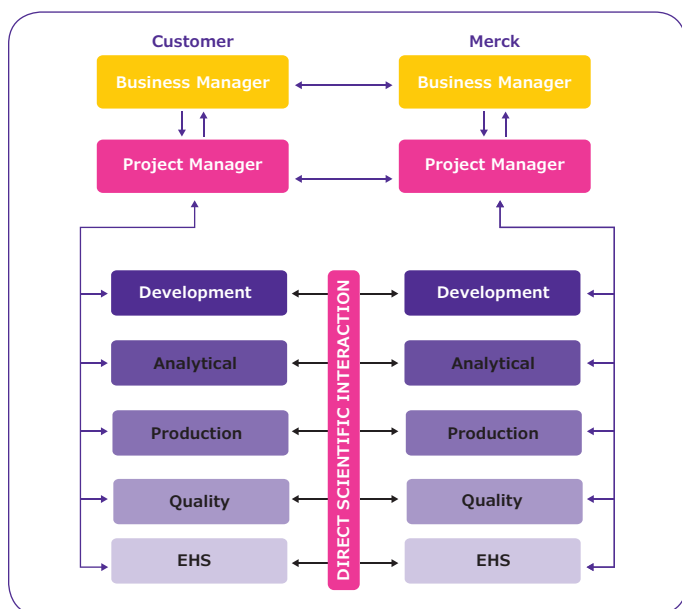 Customer
Merck
Business Manager
Business Manager
Project Manager
Project Manager
DIRECT SCIENTIFIC INTERACTION
Development
Development
Analytical
Analytical
Production
Production
Quality
Quality
EHS
EHS